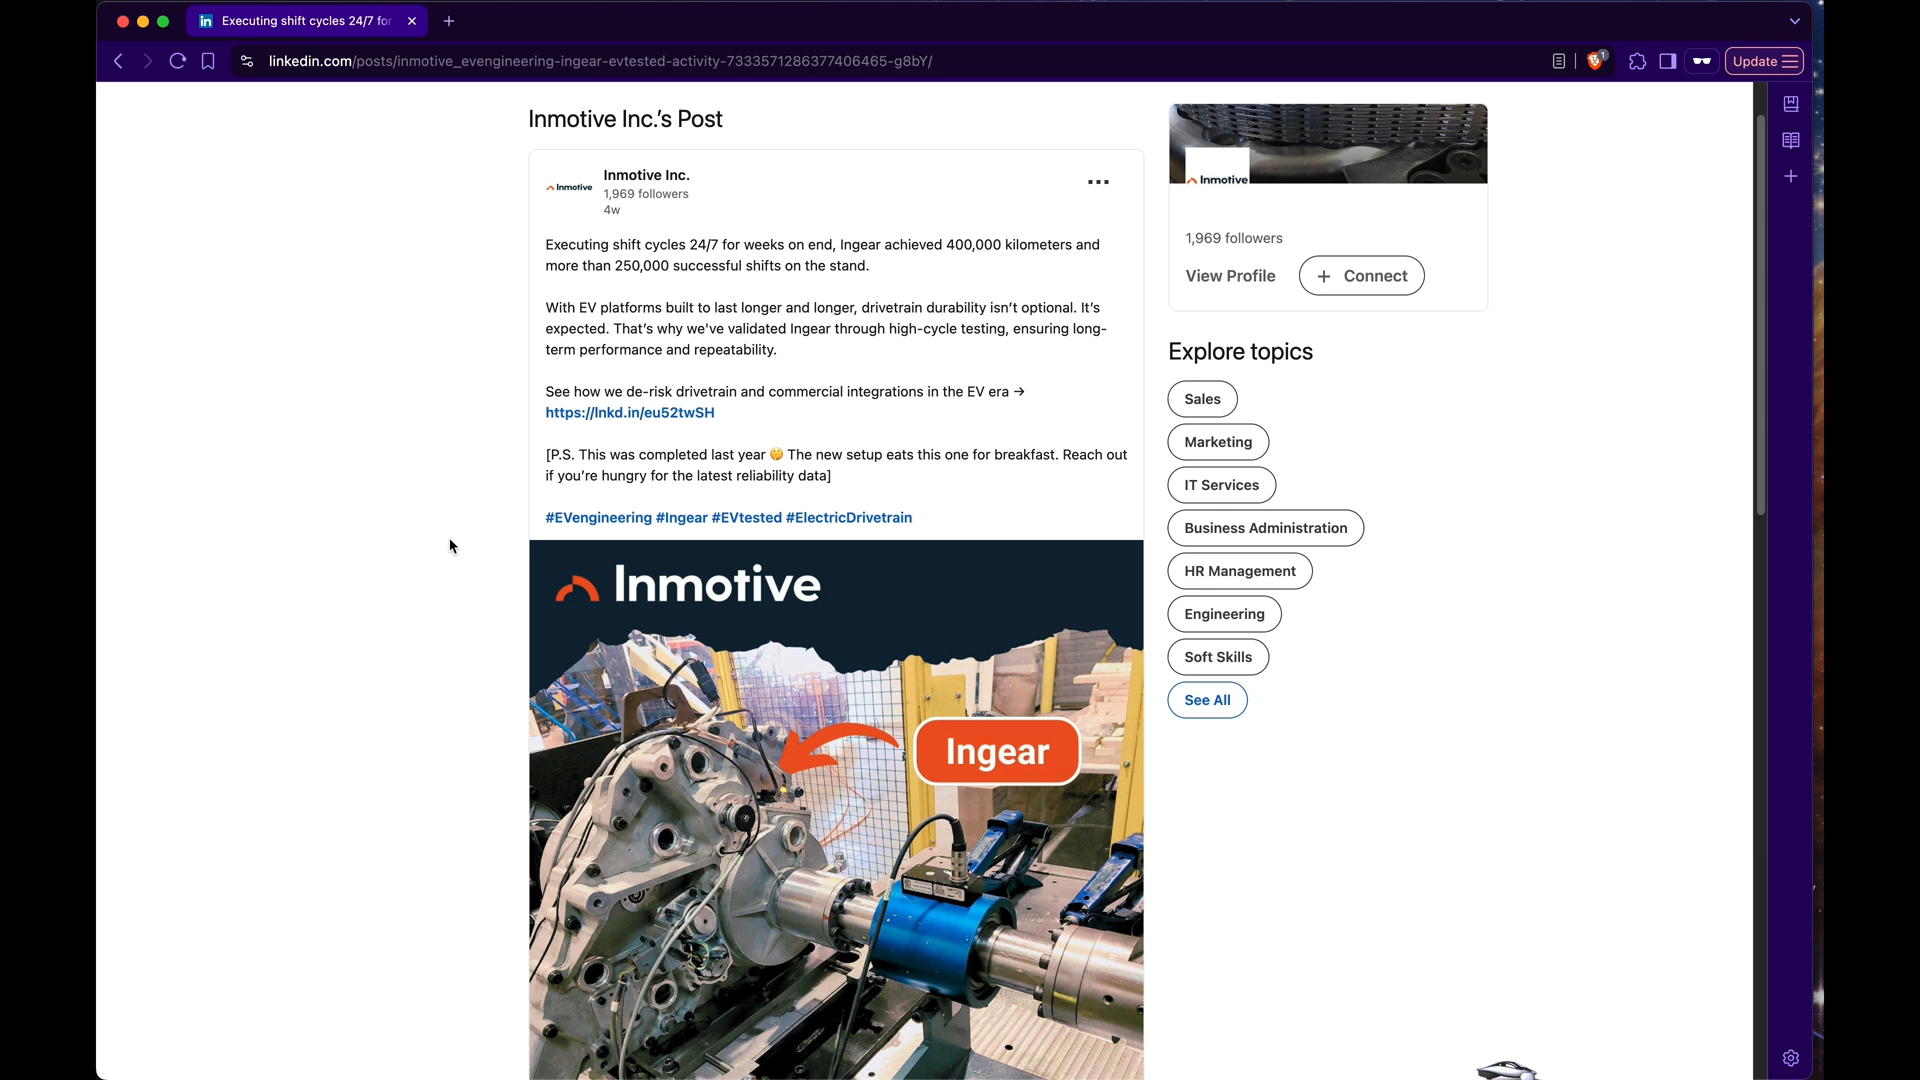 Executing shift cycles 24/7 for
linkedin.com/posts/inmotive_evengineering-ingear-evtested-activity-7333571286377406465-g8bY/
1
Update
Inmotive Inc.'s Post
Inmotive
Inmotive Inc.
1,969 followers
4w
Executing shift cycles 24/7 for weeks on end, Ingear achieved 400,000 kilometers and
more than 250,000 successful shifts on the stand.
With EV platforms built to last longer and longer, drivetrain durability isn't optional. It's
expected. That's why we've validated Ingear through high-cycle testing, ensuring long-
term performance and repeatability.
See how we de-risk drivetrain and commercial integrations in the EV era →
https://lnkd.in/eu52twSH
[P.S. This was completed last year 🤫 The new setup eats this one for breakfast. Reach out
if you're hungry for the latest reliability data]
#EVengineering #Ingear #EVtested #ElectricDrivetrain
Inmotive
Ingear
Inmotive
1,969 followers
View Profile
+ Connect
Explore topics
Sales
Marketing
IT Services
Business Administration
HR Management
Engineering
Soft Skills
See All